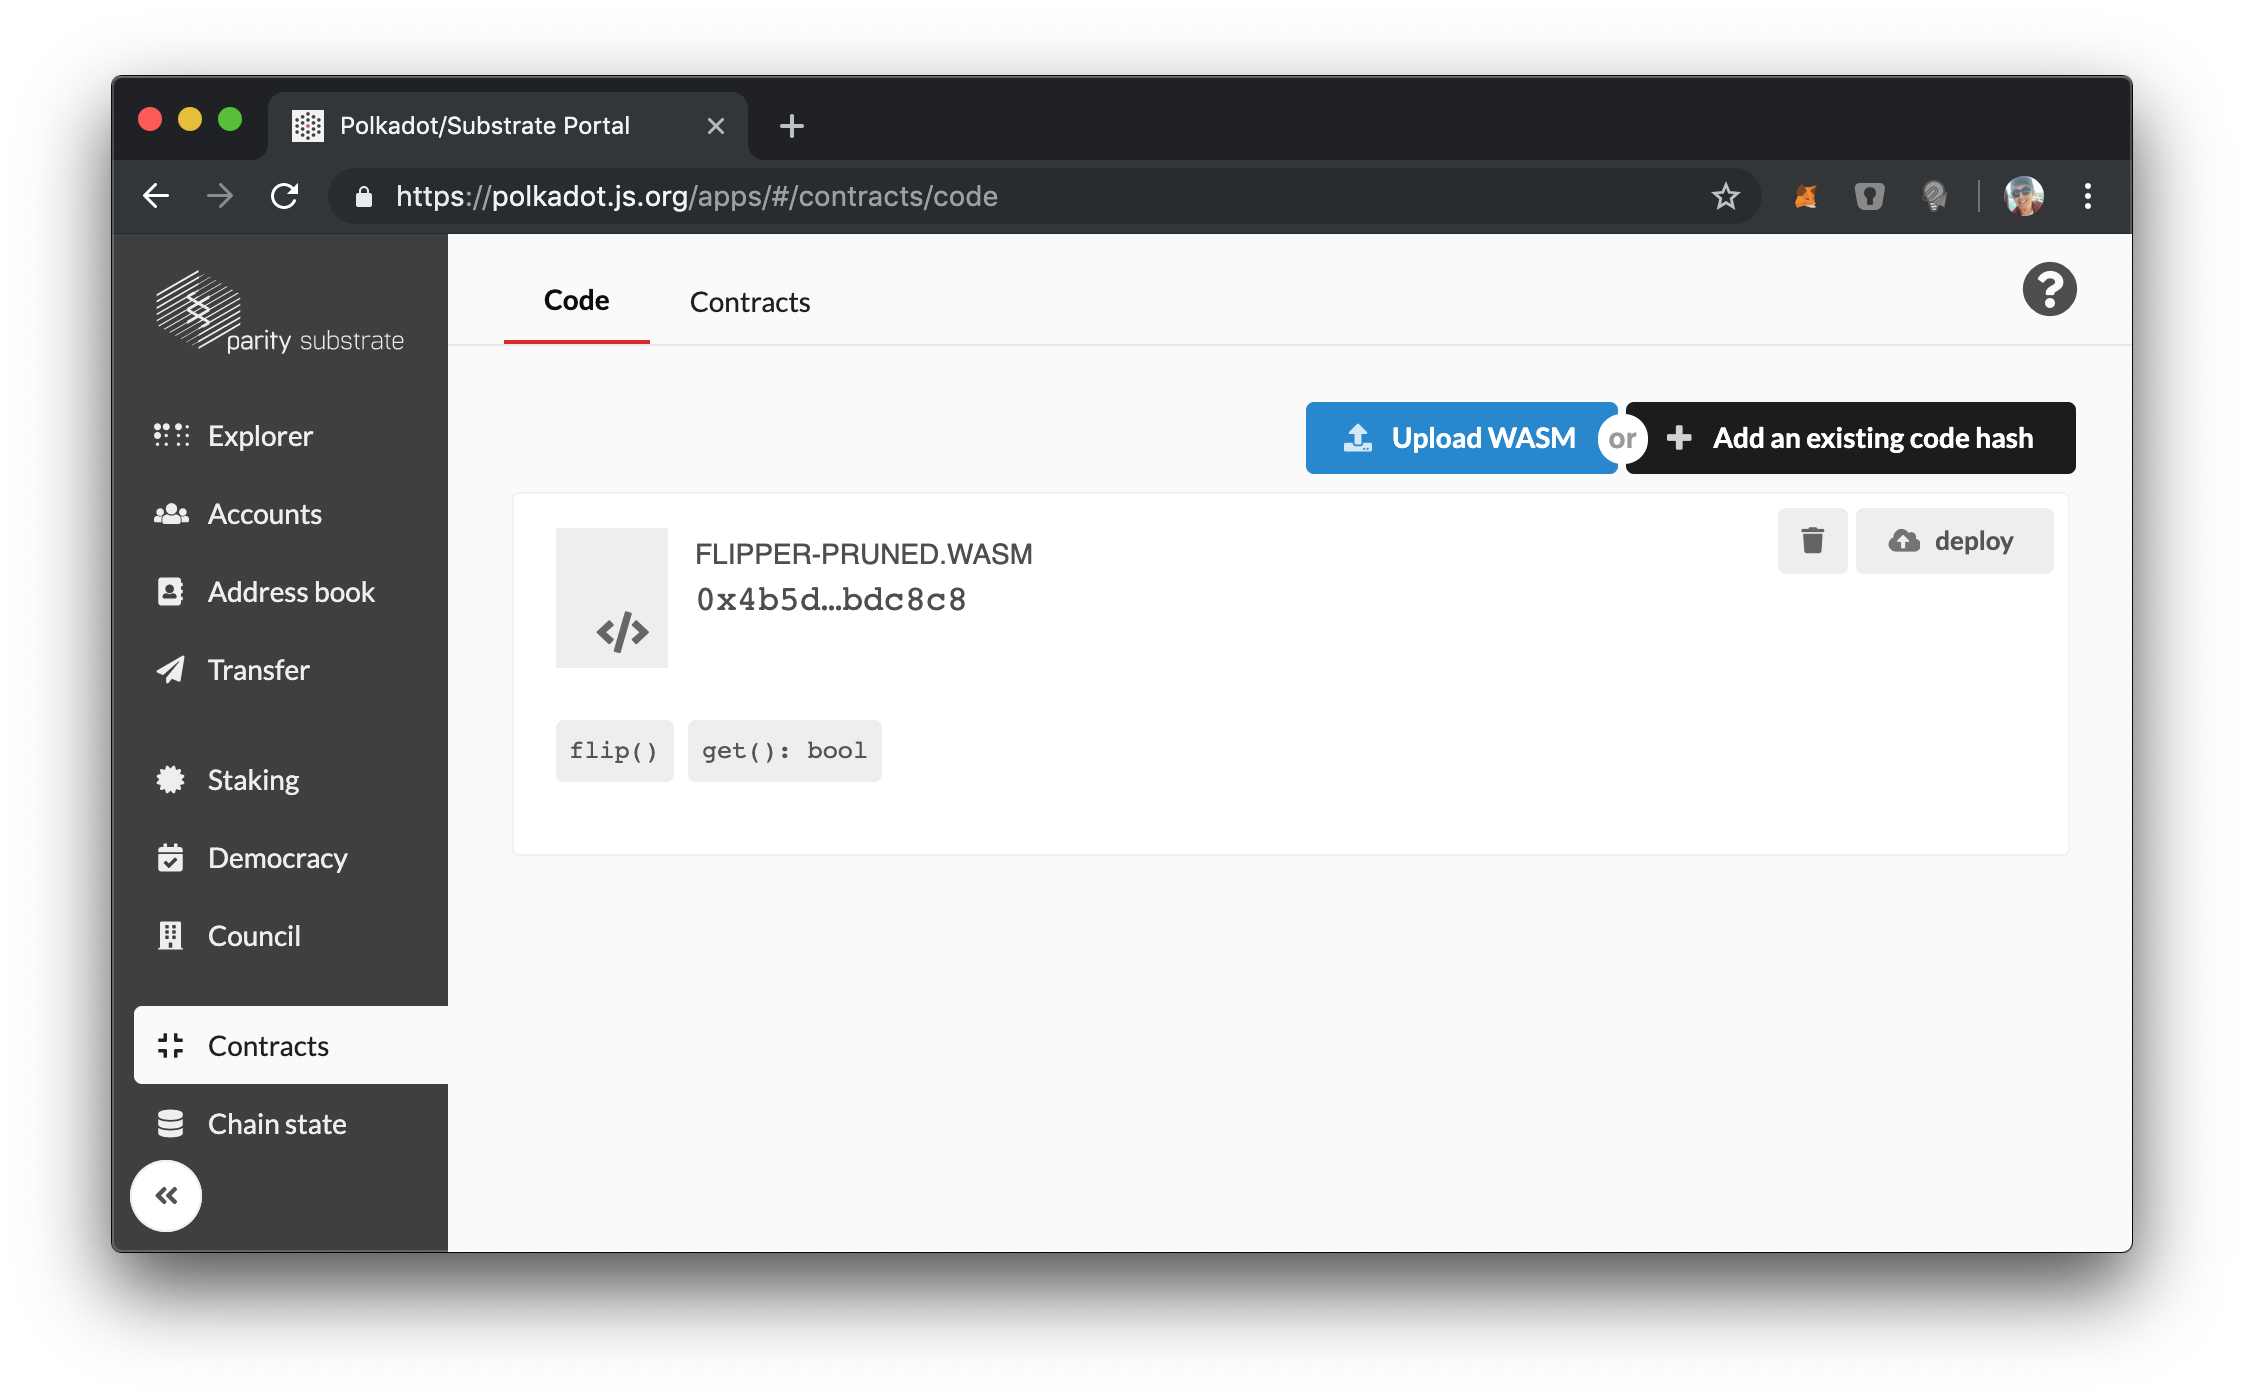 Polkadot/Substrate Portal
https://polkadot.js.org/apps/#/contracts/code
parity substrate
Code
Contracts
Upload WASM or Add an existing code hash
Explorer
Accounts
Address book
Transfer
Staking
Democracy
Council
Contracts
Chain state
FLIPPER-PRUNED.WASM
0x4b5d...bdc8c8
deploy
flip()
get(): bool